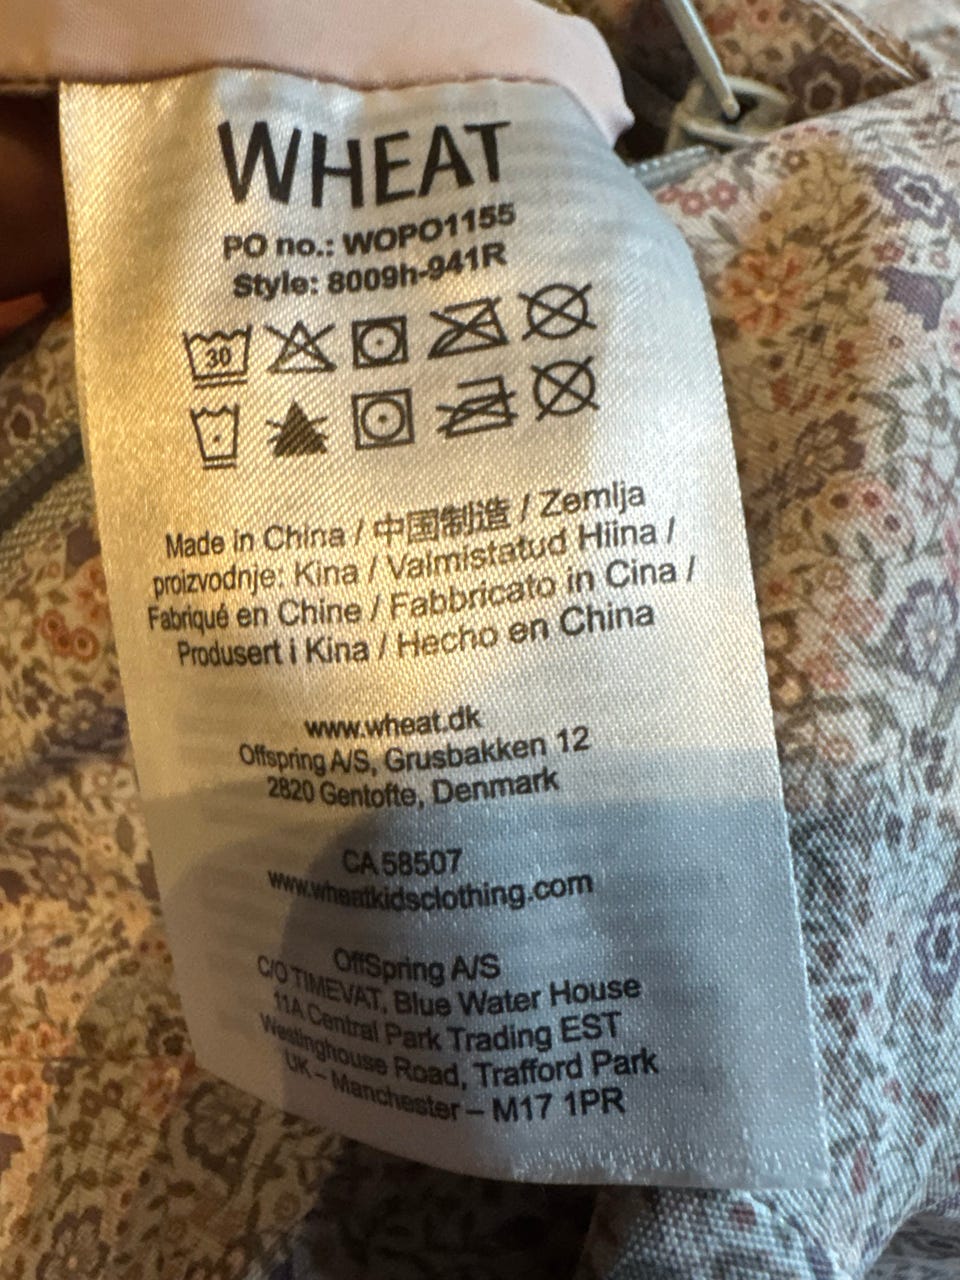 WHEAT
PO no.: WOPO1155
Style: 8009h-941R
30
Made in China / 中国制造 / Zemlja
proizvodnje: Kina / Valmistatud Hiina /
Fabriqué en Chine / Fabbricato in Cina /
Produsert i Kina / Hecho en China
www.wheat.dk
Offspring A/S, Grusbakken 12
2820 Gentofte, Denmark
CA 58507
www.wheatkidsclothing.com
OffSpring A/S
C/O TIMEVAT, Blue Water House
11A Central Park Trading EST
Westinghouse Road, Trafford Park
UK – Manchester – M17 1PR